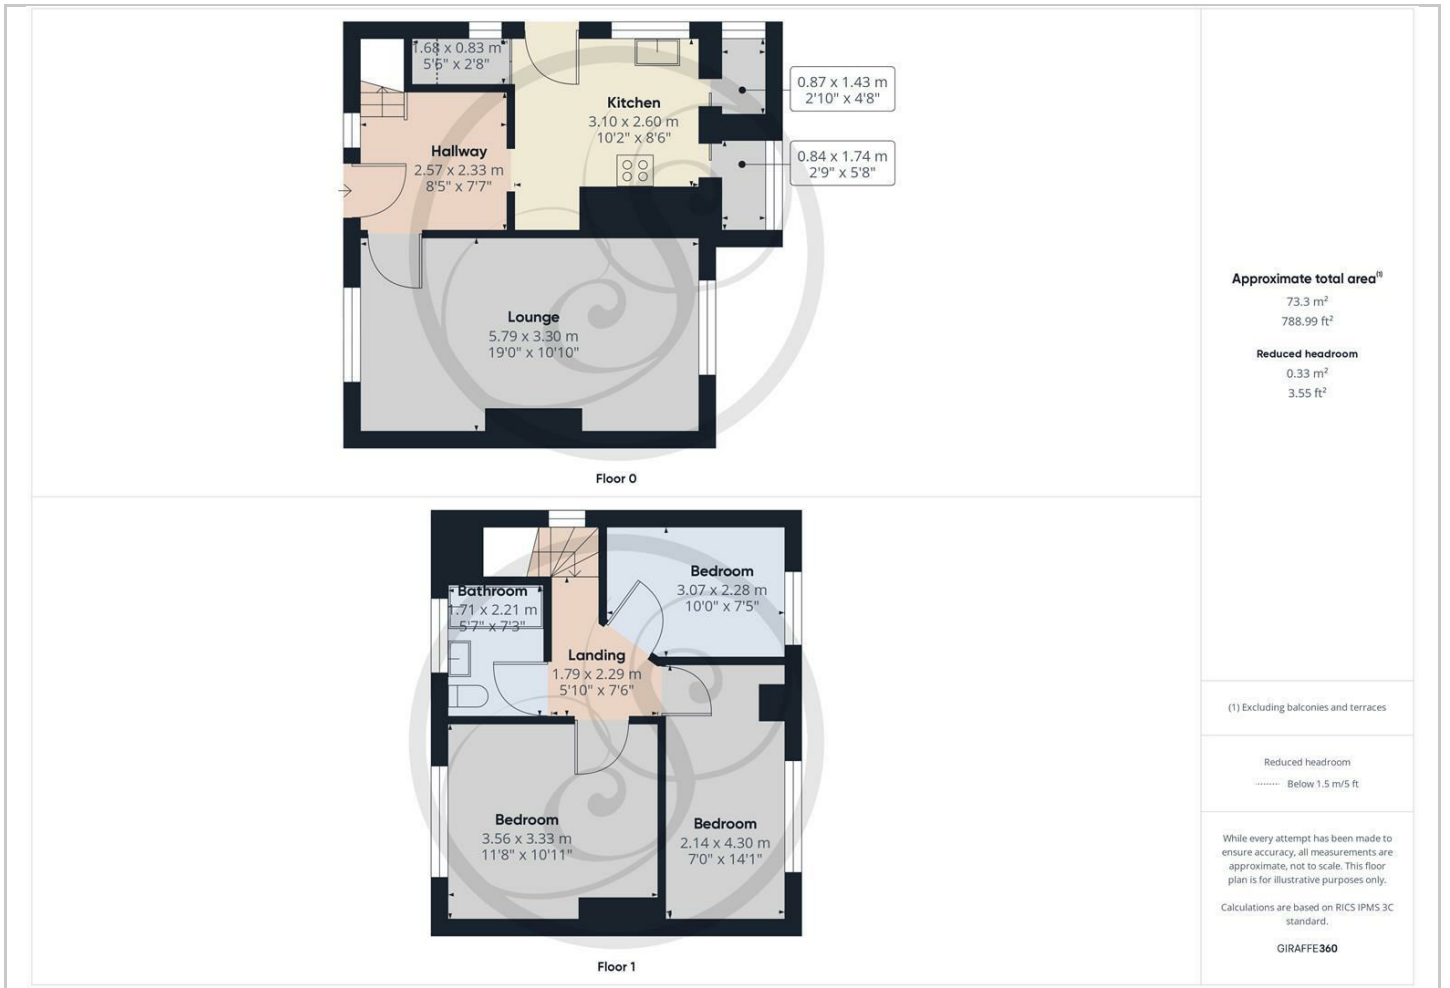 1.68 x 0.83 m
5'6" x 2'8"
Kitchen
3.10 x 2.60 m
10'2" x 8'6"
0.87 x 1.43 m
2'10" x 4'8"
Hallway
2.57 x 2.33 m
8'5" x 7'7"
0.84 x 1.74 m
2'9" x 5'8"
Lounge
5.79 x 3.30 m
19'0" x 10'10"
Floor 0
Bathroom
1.71 x 2.21 m
5'7" x 7'3"
Bedroom
3.07 x 2.28 m
10'0" x 7'5"
Landing
1.79 x 2.29 m
5'10" x 7'6"
Bedroom
3.56 x 3.33 m
11'8" x 10'11"
Bedroom
2.14 x 4.30 m
7'0" x 14'1"
Floor 1
Approximate total area(1)
73.3 m²
788.99 ft²
Reduced headroom
0.33 m²
3.55 ft²
(1) Excluding balconies and terraces
Reduced headroom
Below 1.5 m/5 ft
While every attempt has been made to
ensure accuracy, all measurements are
approximate, not to scale. This floor
plan is for illustrative purposes only.
Calculations are based on RICS IPMS 3C
standard.
GIRAFFE360